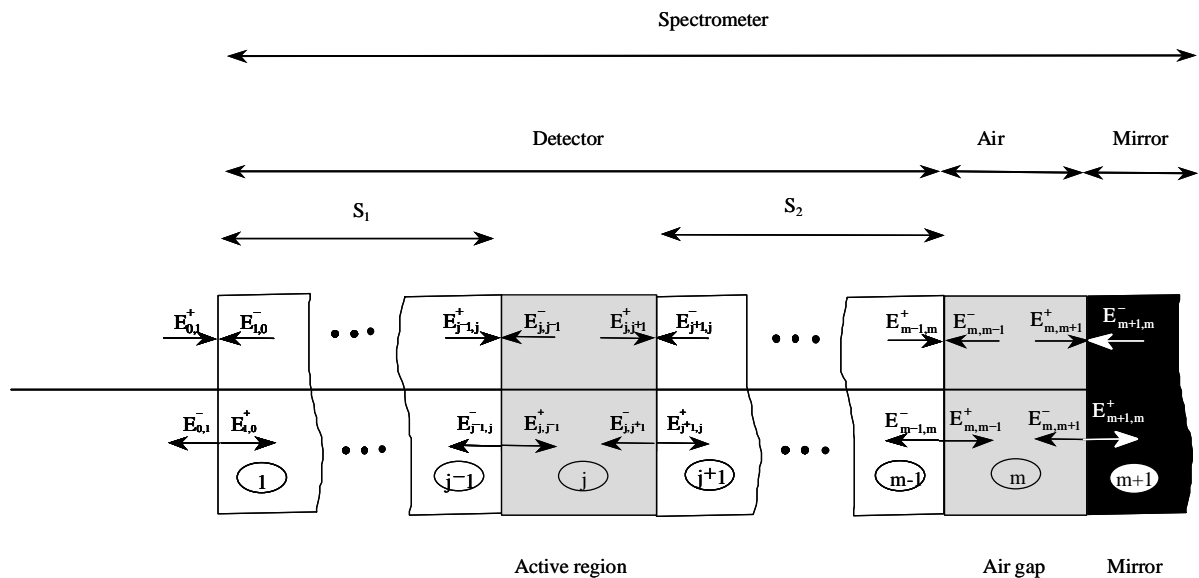 Spectrometer
Detector Air Mirror
S₁ S₂
E⁺₀,₁ E⁻₁,₀ E⁺ⱼ₋₁,ⱼ E⁻ⱼ,ⱼ₋₁ E⁺ⱼ,ⱼ₊₁ E⁻ⱼ₊₁,ⱼ E⁺ₘ₋₁,ₘ E⁻ₘ,ₘ₋₁ E⁺ₘ,ₘ₊₁ E⁻ₘ₊₁,ₘ
E⁻₀,₁ E⁺₁,₀ E⁻ⱼ₋₁,ⱼ E⁺ⱼ,ⱼ₋₁ E⁻ⱼ,ⱼ₊₁ E⁺ⱼ₊₁,ⱼ E⁻ₘ₋₁,ₘ E⁺ₘ,ₘ₋₁ E⁻ₘ,ₘ₊₁ E⁺ₘ₊₁,ₘ
1 j-1 j j+1 m-1 m m+1
Active region Air gap Mirror